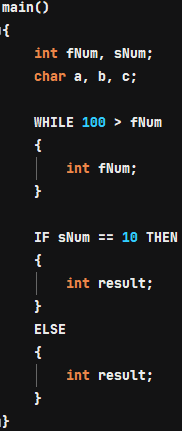 main()
{
int fNum, sNum;
char a, b, c;
WHILE 100 > fNum
{
int fNum;
}
IF sNum == 10 THEN
{
int result;
}
ELSE
{
int result;
}
}